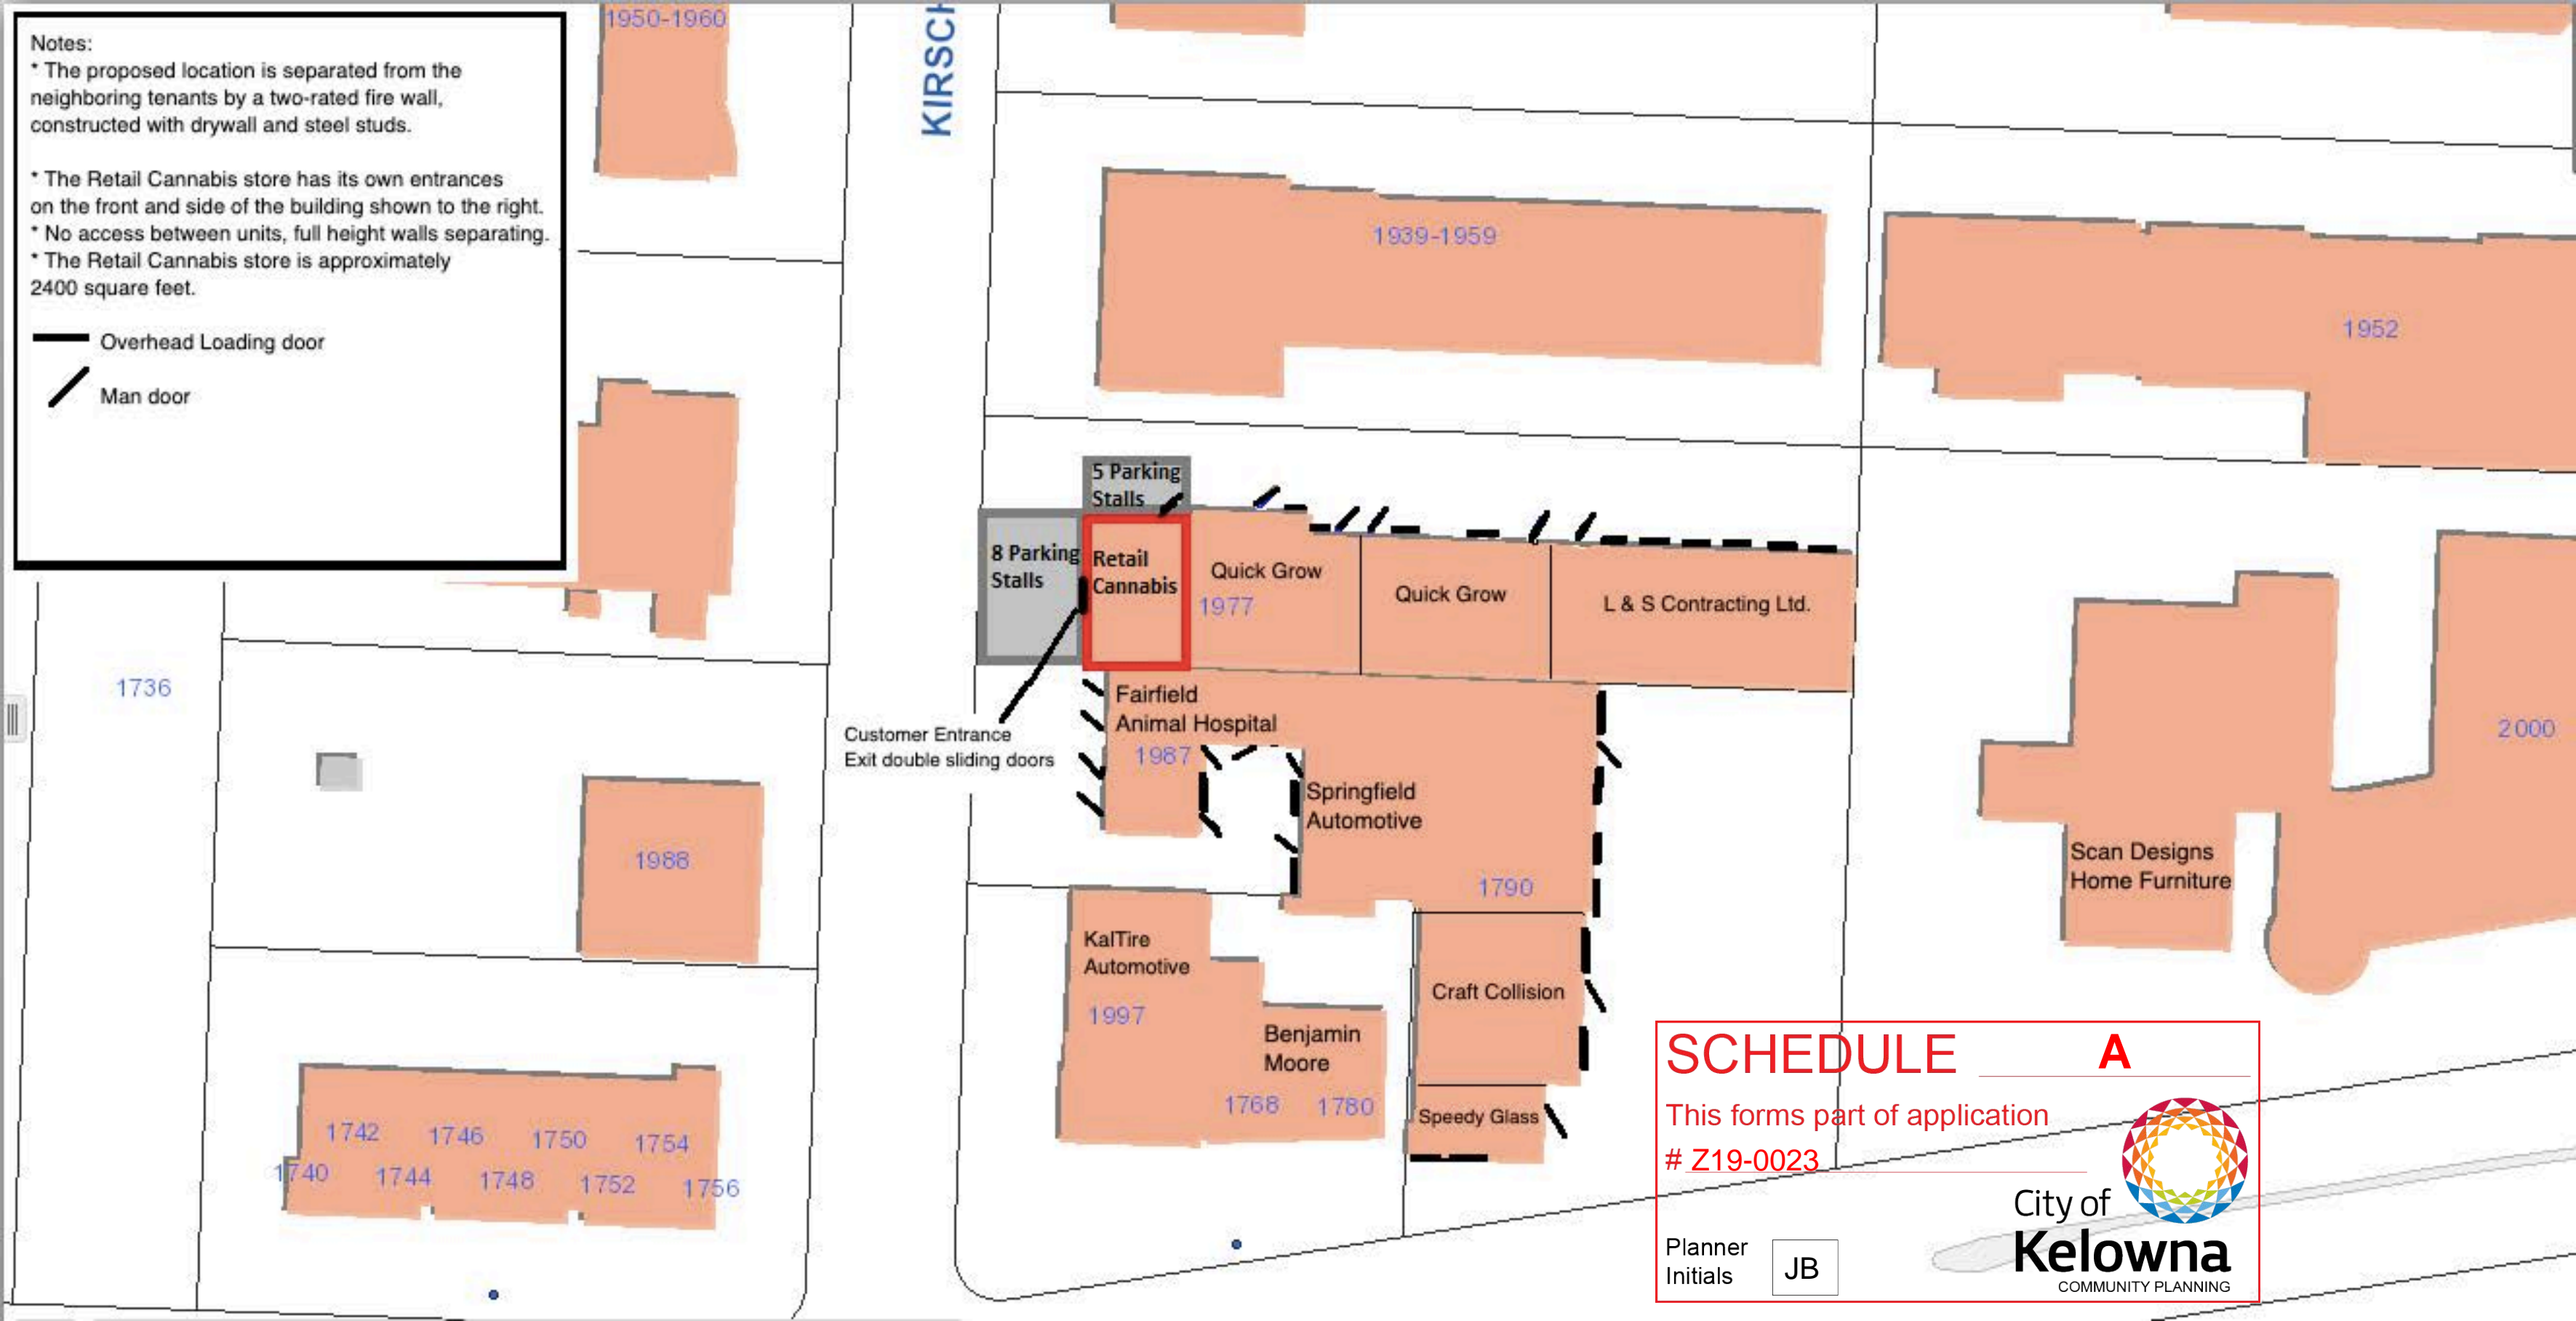 Notes:
* The proposed location is separated from the
neighboring tenants by a two-rated fire wall,
constructed with drywall and steel studs.
* The Retail Cannabis store has its own entrances
on the front and side of the building shown to the right.
* No access between units, full height walls separating.
* The Retail Cannabis store is approximately
2400 square feet.
Overhead Loading door
Man door
1950-1960
KIRSCH
1939-1959
1952
5 Parking
Stalls
8 Parking
Stalls
Retail
Cannabis
Quick Grow
1977
Quick Grow
L & S Contracting Ltd.
1736
Customer Entrance
Exit double sliding doors
Fairfield
Animal Hospital
1987
Springfield
Automotive
1790
2000
Scan Designs
Home Furniture
1988
KalTire
Automotive
1997
Benjamin
Moore
1768
1780
Craft Collision
Speedy Glass
1742
1746
1750
1754
1740
1744
1748
1752
1756
SCHEDULE A
This forms part of application
# Z19-0023
City of
Kelowna
COMMUNITY PLANNING
Planner
Initials
JB